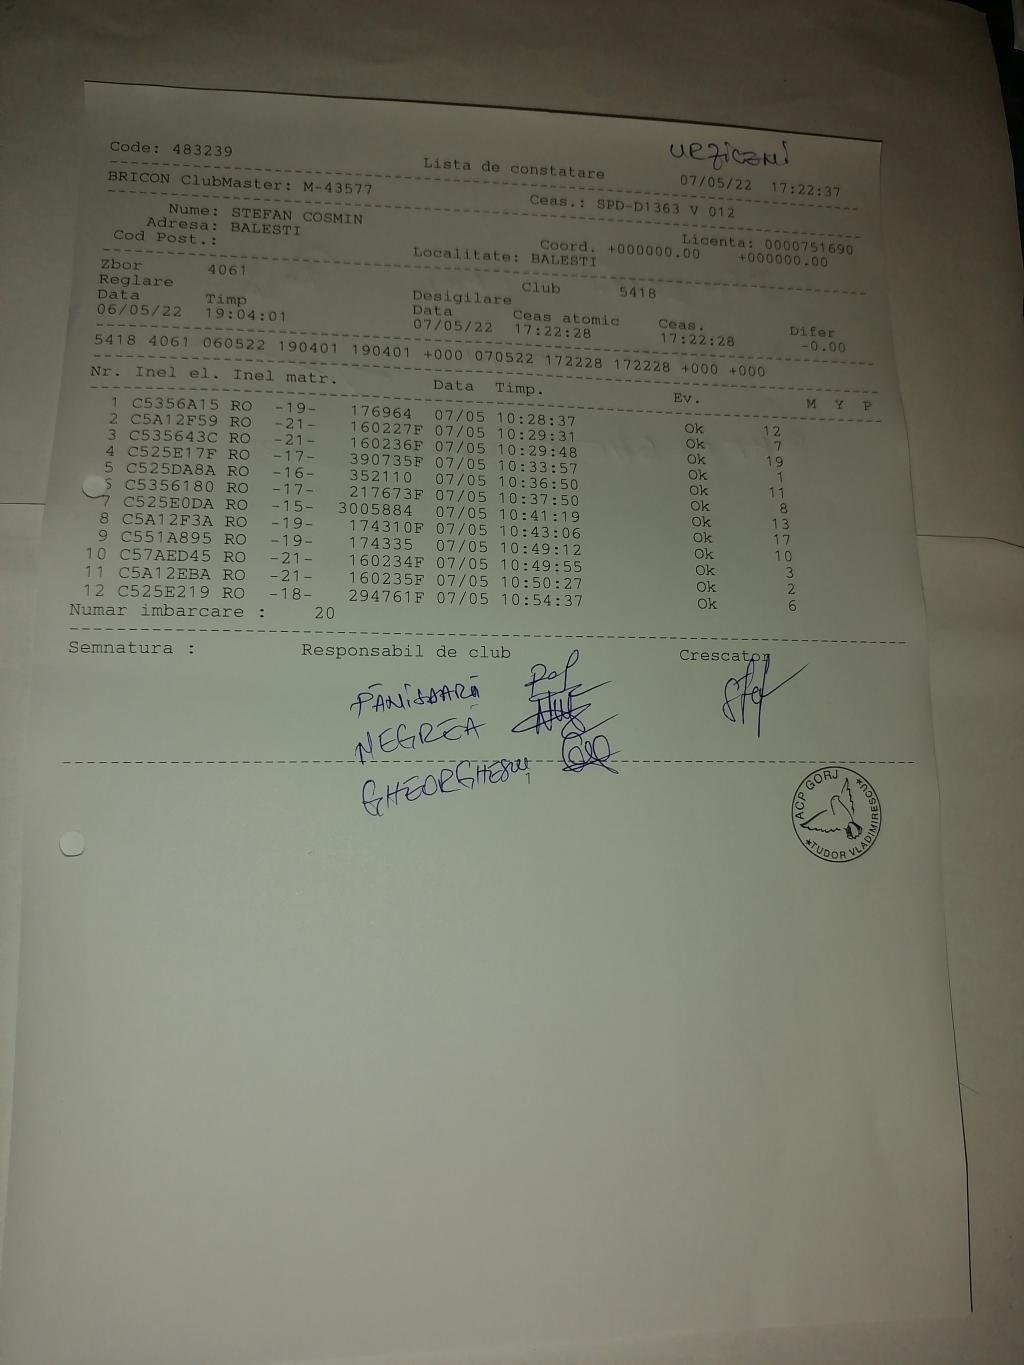 Code: 483239
Lista de constatare
URZICENI
07/05/22 17:22:37
BRICON ClubMaster: M-43577
Ceas.: SPD-D1363 V 012
Nume: STEFAN COSMIN
Licenta: 0000751690
Adresa: BALESTI
Coord. +000000.00 +000000.00
Cod Post.:
Localitate: BALESTI
Zbor 4061
Club 5418
Reglare
Desigilare
Data Timp
Data Ceas atomic Ceas. Difer
06/05/22 19:04:01
07/05/22 17:22:28 17:22:28 -0.00
5418 4061 060522 190401 190401 +000 070522 172228 172228 +000 +000
Nr. Inel el. Inel matr. Data Timp. Ev. M Y P
1 C5356A15 RO -19- 176964 07/05 10:28:37 Ok 12
2 C5A12F59 RO -21- 160227F 07/05 10:29:31 Ok 7
3 C535643C RO -21- 160236F 07/05 10:29:48 Ok 19
4 C525E17F RO -17- 390735F 07/05 10:33:57 Ok 1
5 C525DA8A RO -16- 352110 07/05 10:36:50 Ok 11
6 C5356180 RO -17- 217673F 07/05 10:37:50 Ok 8
7 C525E0DA RO -15- 3005884 07/05 10:41:19 Ok 13
8 C5A12F3A RO -19- 174310F 07/05 10:43:06 Ok 17
9 C551A895 RO -19- 174335 07/05 10:49:12 Ok 10
10 C57AED45 RO -21- 160234F 07/05 10:49:55 Ok 3
11 C5A12EBA RO -21- 160235F 07/05 10:50:27 Ok 2
12 C525E219 RO -18- 294761F 07/05 10:54:37 Ok 6
Numar imbarcare : 20
Semnatura : Responsabil de club Crescator
PÂNIȘOARĂ
NEGREA
GHEORGHESCU
1
ACP GORJ
*TUDOR VLADIMIRESCU*